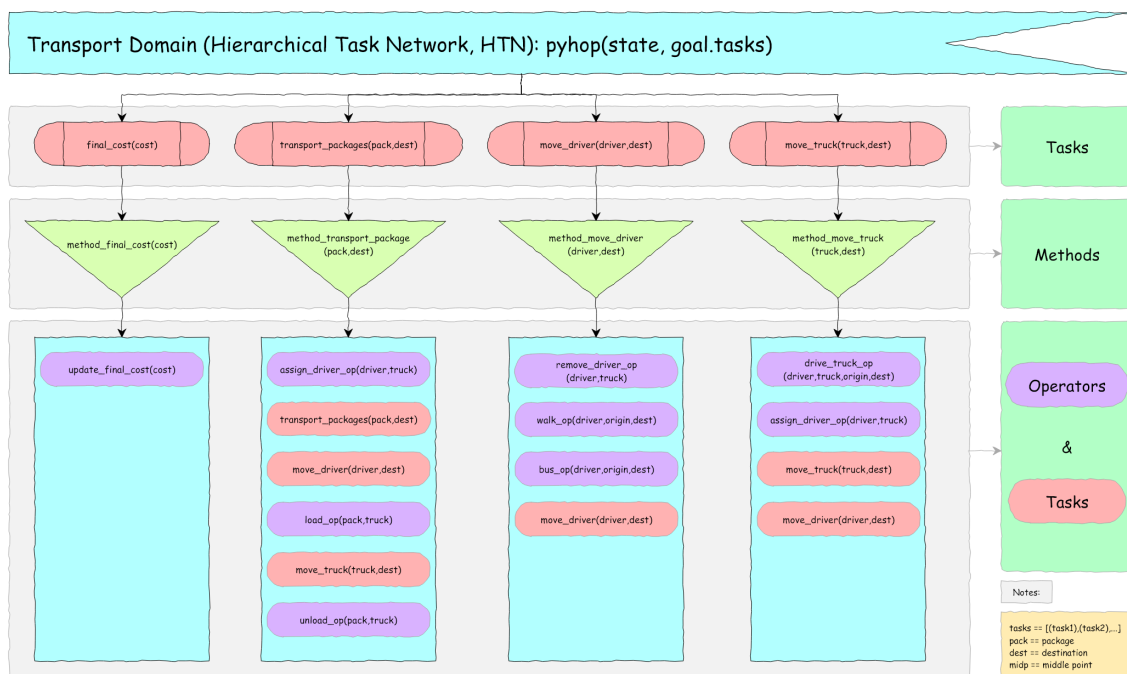 Transport Domain (Hierarchical Task Network, HTN): pyhop(state, goal.tasks)
final_cost(cost)
transport_packages(pack,dest)
move_driver(driver,dest)
move_truck(truck,dest)
Tasks
method_final_cost(cost)
method_transport_package
(pack,dest)
method_move_driver
(driver,dest)
method_move_truck
(truck,dest)
Methods
update_final_cost(cost)
assign_driver_op(driver,truck)
transport_packages(pack,dest)
move_driver(driver,dest)
load_op(pack,truck)
move_truck(truck,dest)
unload_op(pack,truck)
remove_driver_op
(driver,truck)
walk_op(driver,origin,dest)
bus_op(driver,origin,dest)
move_driver(driver,dest)
drive_truck_op
(driver,truck,origin,dest)
assign_driver_op(driver,truck)
move_truck(truck,dest)
move_driver(driver,dest)
Operators
&
Tasks
Notes:
tasks == [(task1),(task2),...]
pack == package
dest == destination
midp == middle point